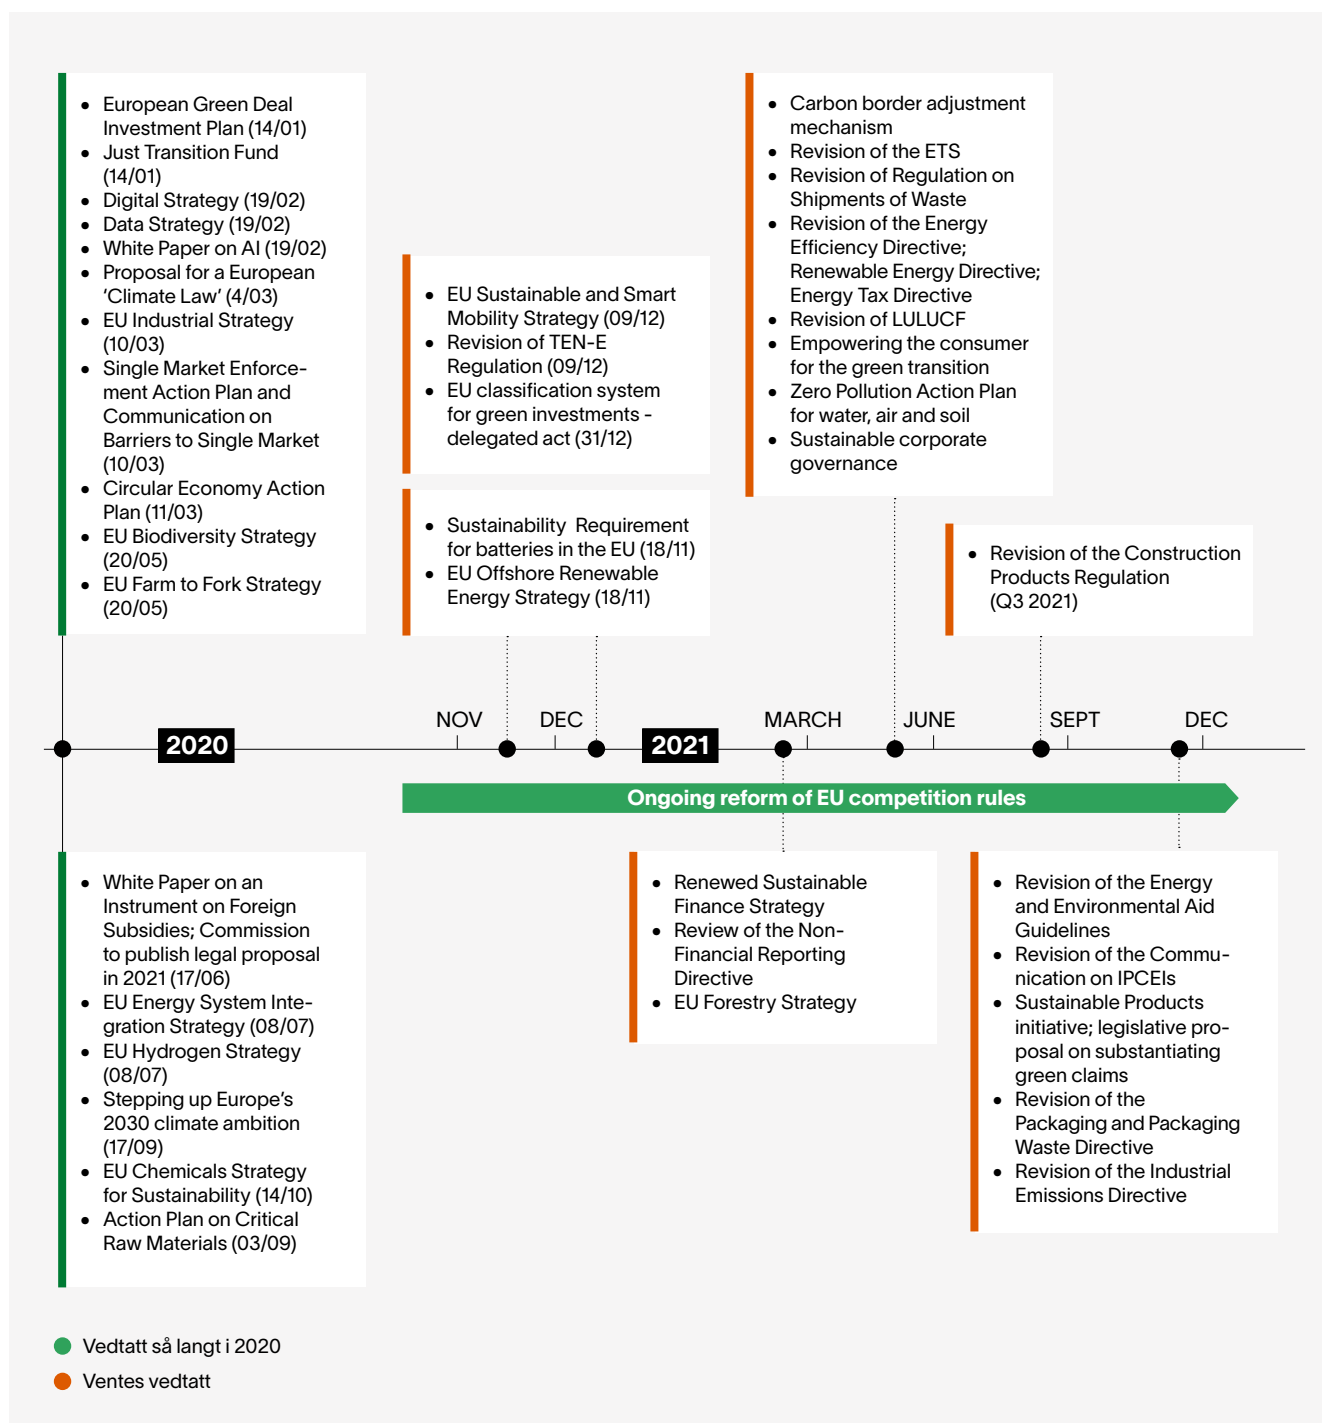 • European Green Deal
Investment Plan (14/01)
• Just Transition Fund
(14/01)
• Digital Strategy (19/02)
• Data Strategy (19/02)
• White Paper on AI (19/02)
• Proposal for a European
‘Climate Law’ (4/03)
• EU Industrial Strategy
(10/03)
• Single Market Enforce-
ment Action Plan and
Communication on
Barriers to Single Market
(10/03)
• Circular Economy Action
Plan (11/03)
• EU Biodiversity Strategy
(20/05)
• EU Farm to Fork Strategy
(20/05)
• EU Sustainable and Smart
Mobility Strategy (09/12)
• Revision of TEN-E
Regulation (09/12)
• EU classification system
for green investments -
delegated act (31/12)
• Sustainability Requirement
for batteries in the EU (18/11)
• EU Offshore Renewable
Energy Strategy (18/11)
• Carbon border adjustment
mechanism
• Revision of the ETS
• Revision of Regulation on
Shipments of Waste
• Revision of the Energy
Efficiency Directive;
Renewable Energy Directive;
Energy Tax Directive
• Revision of LULUCF
• Empowering the consumer
for the green transition
• Zero Pollution Action Plan
for water, air and soil
• Sustainable corporate
governance
• Revision of the Construction
Products Regulation
(Q3 2021)
2020
NOV
DEC
2021
MARCH
JUNE
SEPT
DEC
Ongoing reform of EU competition rules
• White Paper on an
Instrument on Foreign
Subsidies; Commission
to publish legal proposal
in 2021 (17/06)
• EU Energy System Inte-
gration Strategy (08/07)
• EU Hydrogen Strategy
(08/07)
• Stepping up Europe’s
2030 climate ambition
(17/09)
• EU Chemicals Strategy
for Sustainability (14/10)
• Action Plan on Critical
Raw Materials (03/09)
• Renewed Sustainable
Finance Strategy
• Review of the Non-
Financial Reporting
Directive
• EU Forestry Strategy
• Revision of the Energy
and Environmental Aid
Guidelines
• Revision of the Commu-
nication on IPCEIs
• Sustainable Products
initiative; legislative pro-
posal on substantiating
green claims
• Revision of the
Packaging and Packaging
Waste Directive
• Revision of the Industrial
Emissions Directive
Vedtatt så langt i 2020
Ventes vedtatt